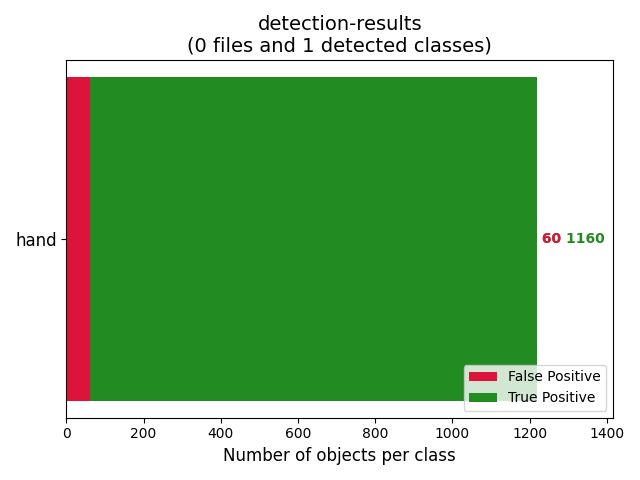 detection-results
(0 files and 1 detected classes)
hand
60 1160
False Positive
True Positive
0 200 400 600 800 1000 1200 1400
Number of objects per class